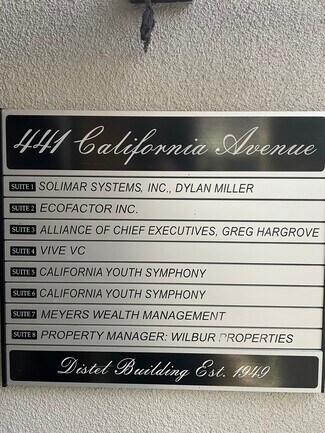 441 California Avenue
SUITE 1 SOLIMAR SYSTEMS, INC., DYLAN MILLER
SUITE 2 ECOFACTOR INC.
SUITE 3 ALLIANCE OF CHIEF EXECUTIVES, GREG HARGROVE
SUITE 4 VIVE VC
SUITE 5 CALIFORNIA YOUTH SYMPHONY
SUITE 6 CALIFORNIA YOUTH SYMPHONY
SUITE 7 MEYERS WEALTH MANAGEMENT
SUITE 8 PROPERTY MANAGER: WILBUR PROPERTIES
Distel Building Est. 1949